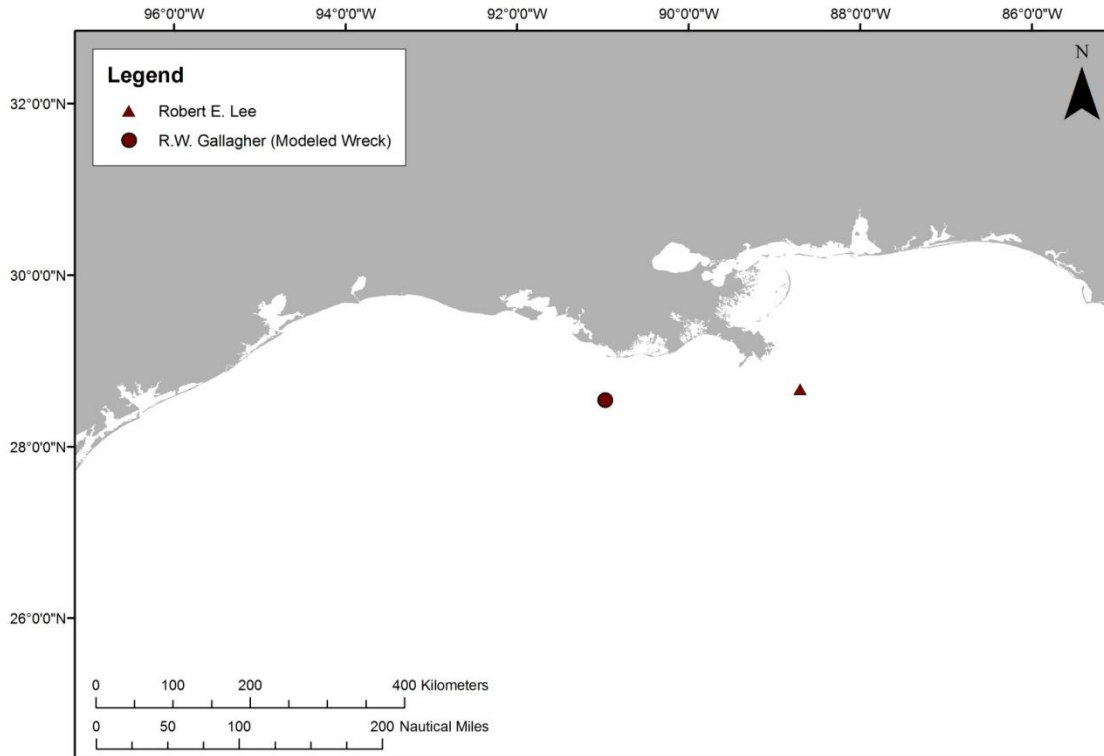 96°0'0"W 94°0'0"W 92°0'0"W 90°0'0"W 88°0'0"W 86°0'0"W
Legend
Robert E. Lee
R.W. Gallagher (Modeled Wreck)
N
32°0'0"N
30°0'0"N
28°0'0"N
26°0'0"N
0 100 200 400 Kilometers
0 50 100 200 Nautical Miles